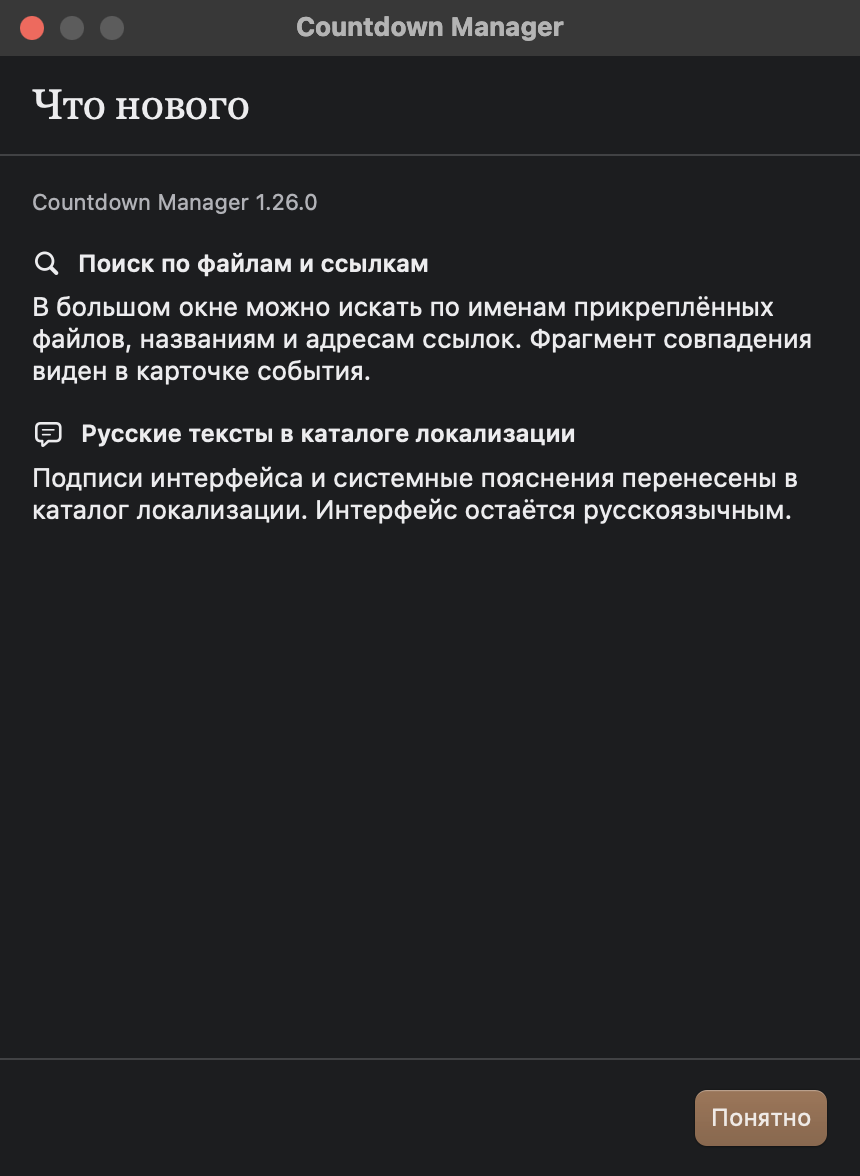 Countdown Manager
Что нового
Countdown Manager 1.26.0
Поиск по файлам и ссылкам
В большом окне можно искать по именам прикреплённых
файлов, названиям и адресам ссылок. Фрагмент совпадения
виден в карточке события.
Русские тексты в каталоге локализации
Подписи интерфейса и системные пояснения перенесены в
каталог локализации. Интерфейс остаётся русскоязычным.
Понятно